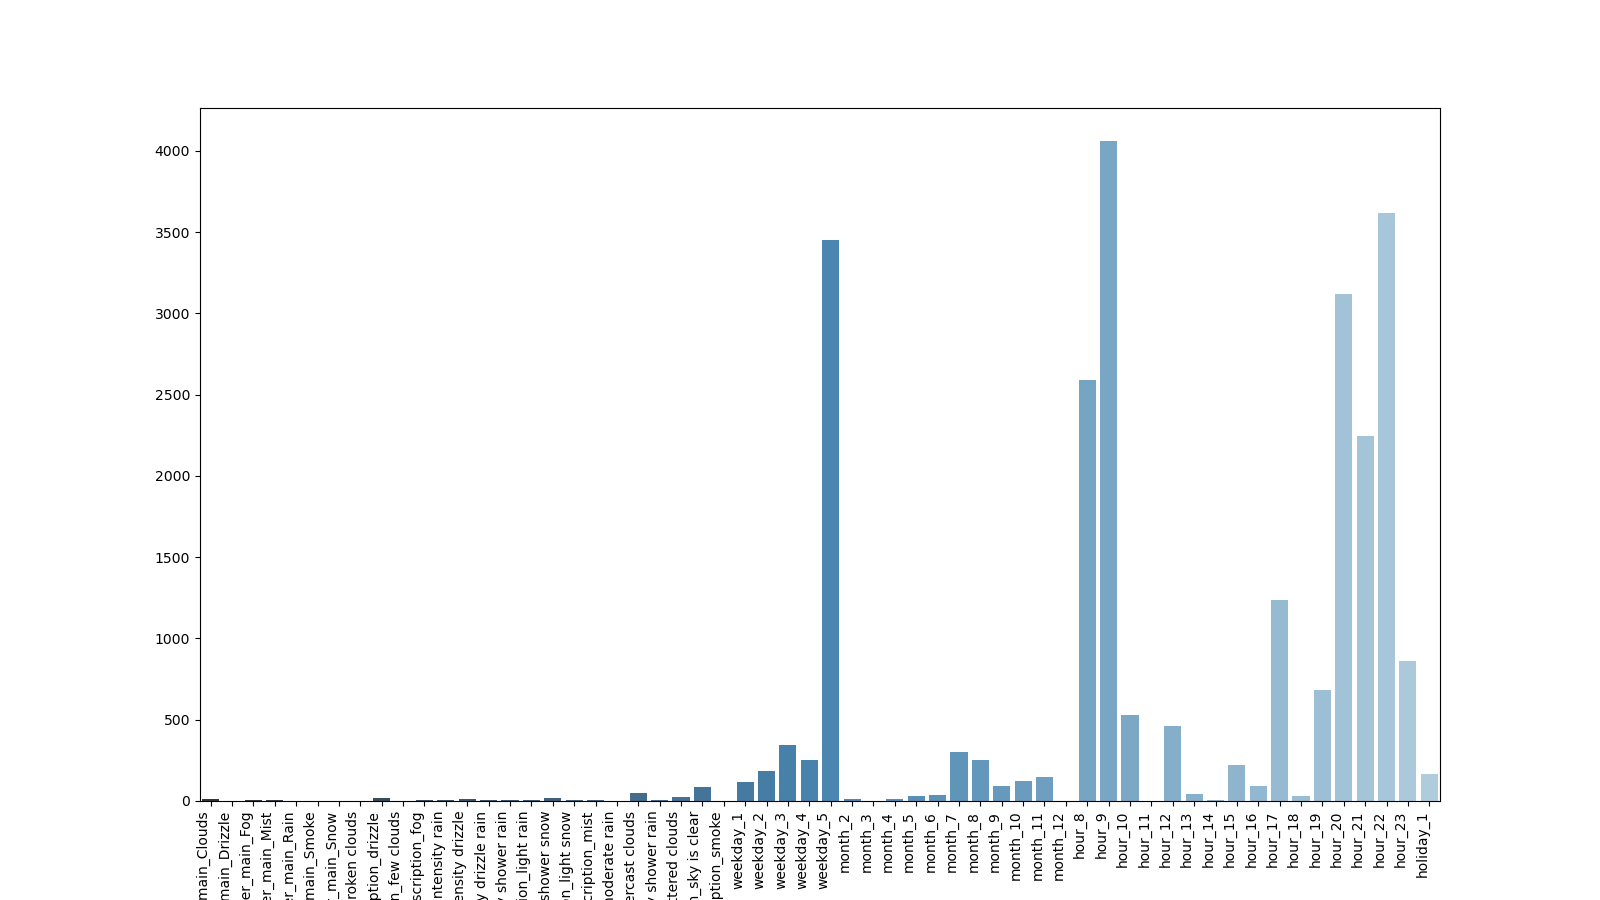 4000
3500
3000
2500
2000
1500
1000
500
0
main_Clouds
main_Drizzle
er_main_Fog
er_main_Mist
er_main_Rain
main_Smoke
_main_Snow
roken clouds
ption_drizzle
n_few clouds
scription_fog
ntensity rain
ensity drizzle
y drizzle rain
shower rain
ion_light rain
shower snow
n_light snow
cription_mist
noderate rain
ercast clouds
shower rain
ttered clouds
n_sky is clear
ption_smoke
weekday_1
weekday_2
weekday_3
weekday_4
weekday_5
month_2
month_3
month_4
month_5
month_6
month_7
month_8
month_9
month_10
month_11
month_12
hour_8
hour_9
hour_10
hour_11
hour_12
hour_13
hour_14
hour_15
hour_16
hour_17
hour_18
hour_19
hour_20
hour_21
hour_22
hour_23
holiday_1